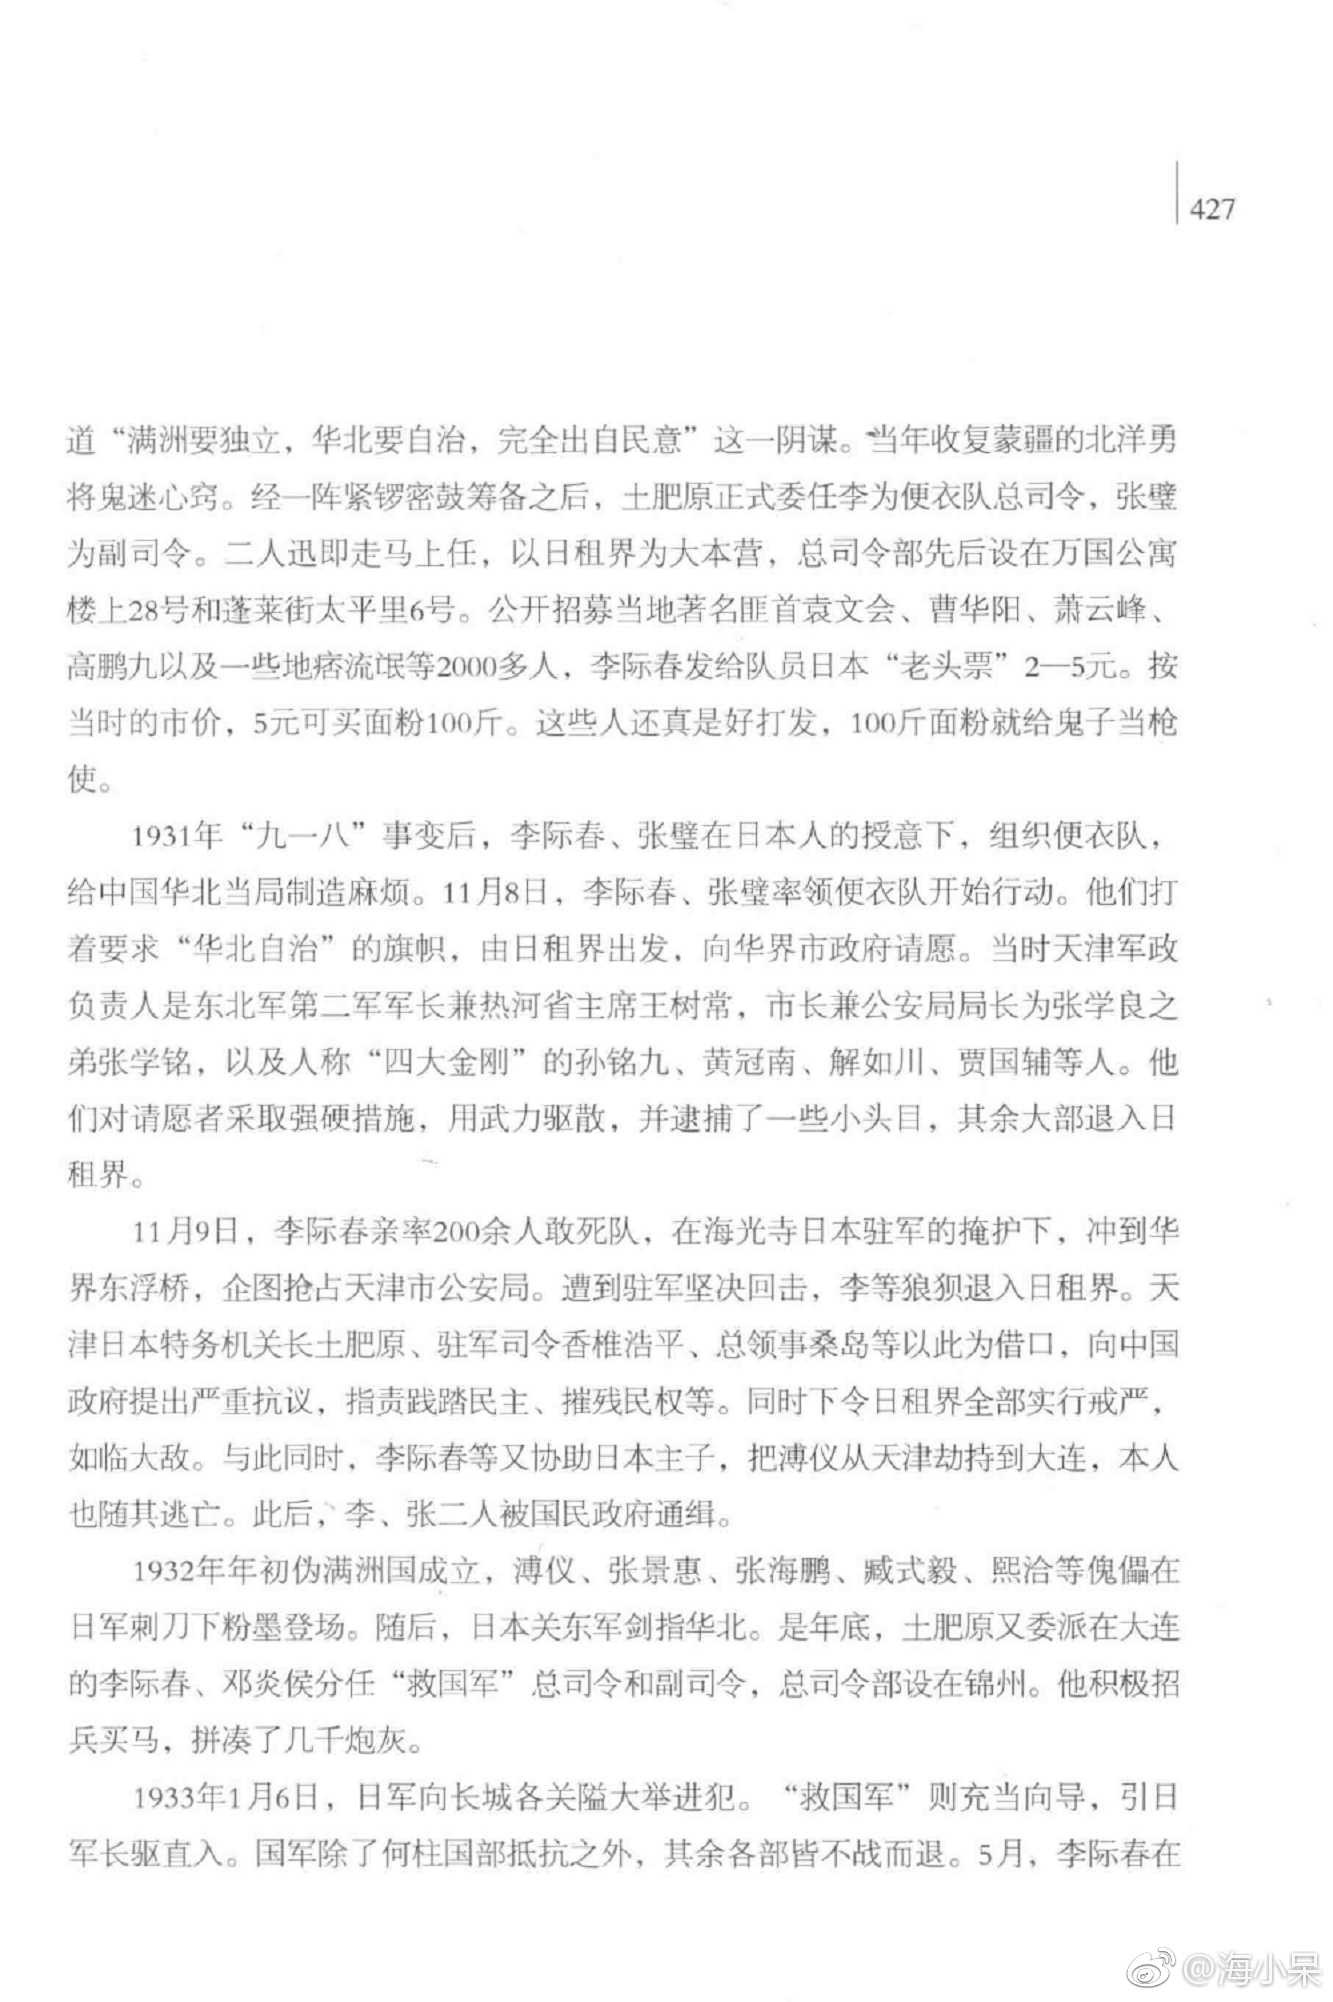 427
道“满洲要独立，华北要自治，完全出自民意”这一阴谋。当年收复蒙疆的北洋勇
将鬼迷心窍。经一阵紧锣密鼓筹备之后，土肥原正式委任李为便衣队总司令，张璧
为副司令。二人迅即走马上任，以日租界为大本营，总司令部先后设在万国公寓
楼上28号和蓬莱街太平里6号。公开招募当地著名匪首袁文会、曹华阳、萧云峰、
高鹏九以及一些地痞流氓等2000多人，李际春发给队员日本“老头票”2—5元。按
当时的市价，5元可买面粉100斤。这些人还真是好打发，100斤面粉就给鬼子当枪
使。
1931年“九一八”事变后，李际春、张璧在日本人的授意下，组织便衣队，
给中国华北当局制造麻烦。11月8日，李际春、张璧率领便衣队开始行动。他们打
着要求“华北自治”的旗帜，由日租界出发，向华界市政府请愿。当时天津军政
负责人是东北军第二军军长兼热河省主席王树常，市长兼公安局局长为张学良之
弟张学铭，以及人称“四大金刚”的孙铭九、黄冠南、解如川、贾国辅等人。他
们对请愿者采取强硬措施，用武力驱散，并逮捕了一些小头目，其余大部退入日
租界。
11月9日，李际春亲率200余人敢死队，在海光寺日本驻军的掩护下，冲到华
界东浮桥，企图抢占天津市公安局。遭到驻军坚决回击，李等狼狈退入日租界。天
津日本特务机关长土肥原、驻军司令香椎浩平、总领事桑岛等以此为借口，向中国
政府提出严重抗议，指责践踏民主、摧残民权等。同时下令日租界全部实行戒严，
如临大敌。与此同时，李际春等又协助日本主子，把溥仪从天津劫持到大连，本人
也随其逃亡。此后，李、张二人被国民政府通缉。
1932年年初伪满洲国成立，溥仪、张景惠、张海鹏、臧式毅、熙洽等傀儡在
日军刺刀下粉墨登场。随后，日本关东军剑指华北。是年底，土肥原又委派在大连
的李际春、邓炎侯分任“救国军”总司令和副司令，总司令部设在锦州。他积极招
兵买马，拼凑了几千炮灰。
1933年1月6日，日军向长城各关隘大举进犯。“救国军”则充当向导，引日
军长驱直入。国军除了何柱国部抵抗之外，其余各部皆不战而退。5月，李际春在
@海小呆